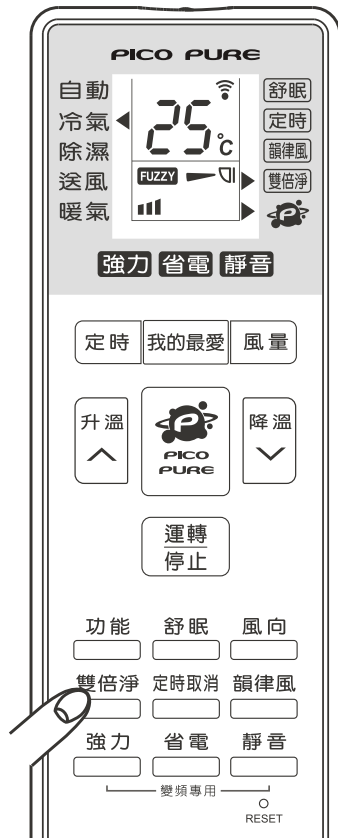 PICO PURE
自動
冷氣
除濕
送風
暖氣
25°C
FUZZY
舒眠
定時
韻律風
雙倍淨
P
強力 省電 靜音
定時 我的最愛 風量
升溫
P
PICO
PURE
降溫
運轉
停止
功能 舒眠 風向
雙倍淨 定時取消 韻律風
強力 省電 靜音
變頻專用
RESET